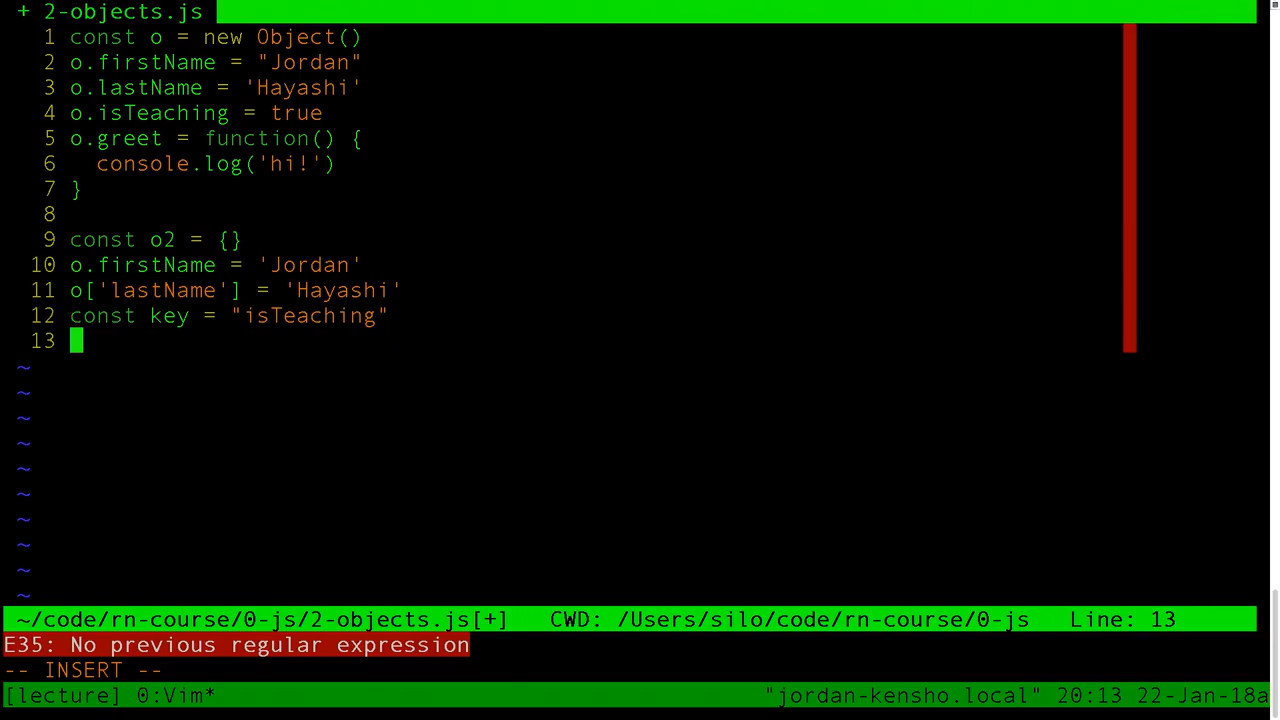 + 2-objects.js
1 const o = new Object()
2 o.firstName = "Jordan"
3 o.lastName = 'Hayashi'
4 o.isTeaching = true
5 o.greet = function() {
6   console.log('hi!')
7 }
8
9 const o2 = {}
10 o.firstName = 'Jordan'
11 o['lastName'] = 'Hayashi'
12 const key = "isTeaching"
13
~
~
~
~
~
~
~
~
~
~
~/code/rn-course/0-js/2-objects.js[+]   CWD: /Users/silo/code/rn-course/0-js   Line: 13
E35: No previous regular expression
-- INSERT --
[lecture] 0:Vim* "jordan-kensho.local" 20:13 22-Jan-18a